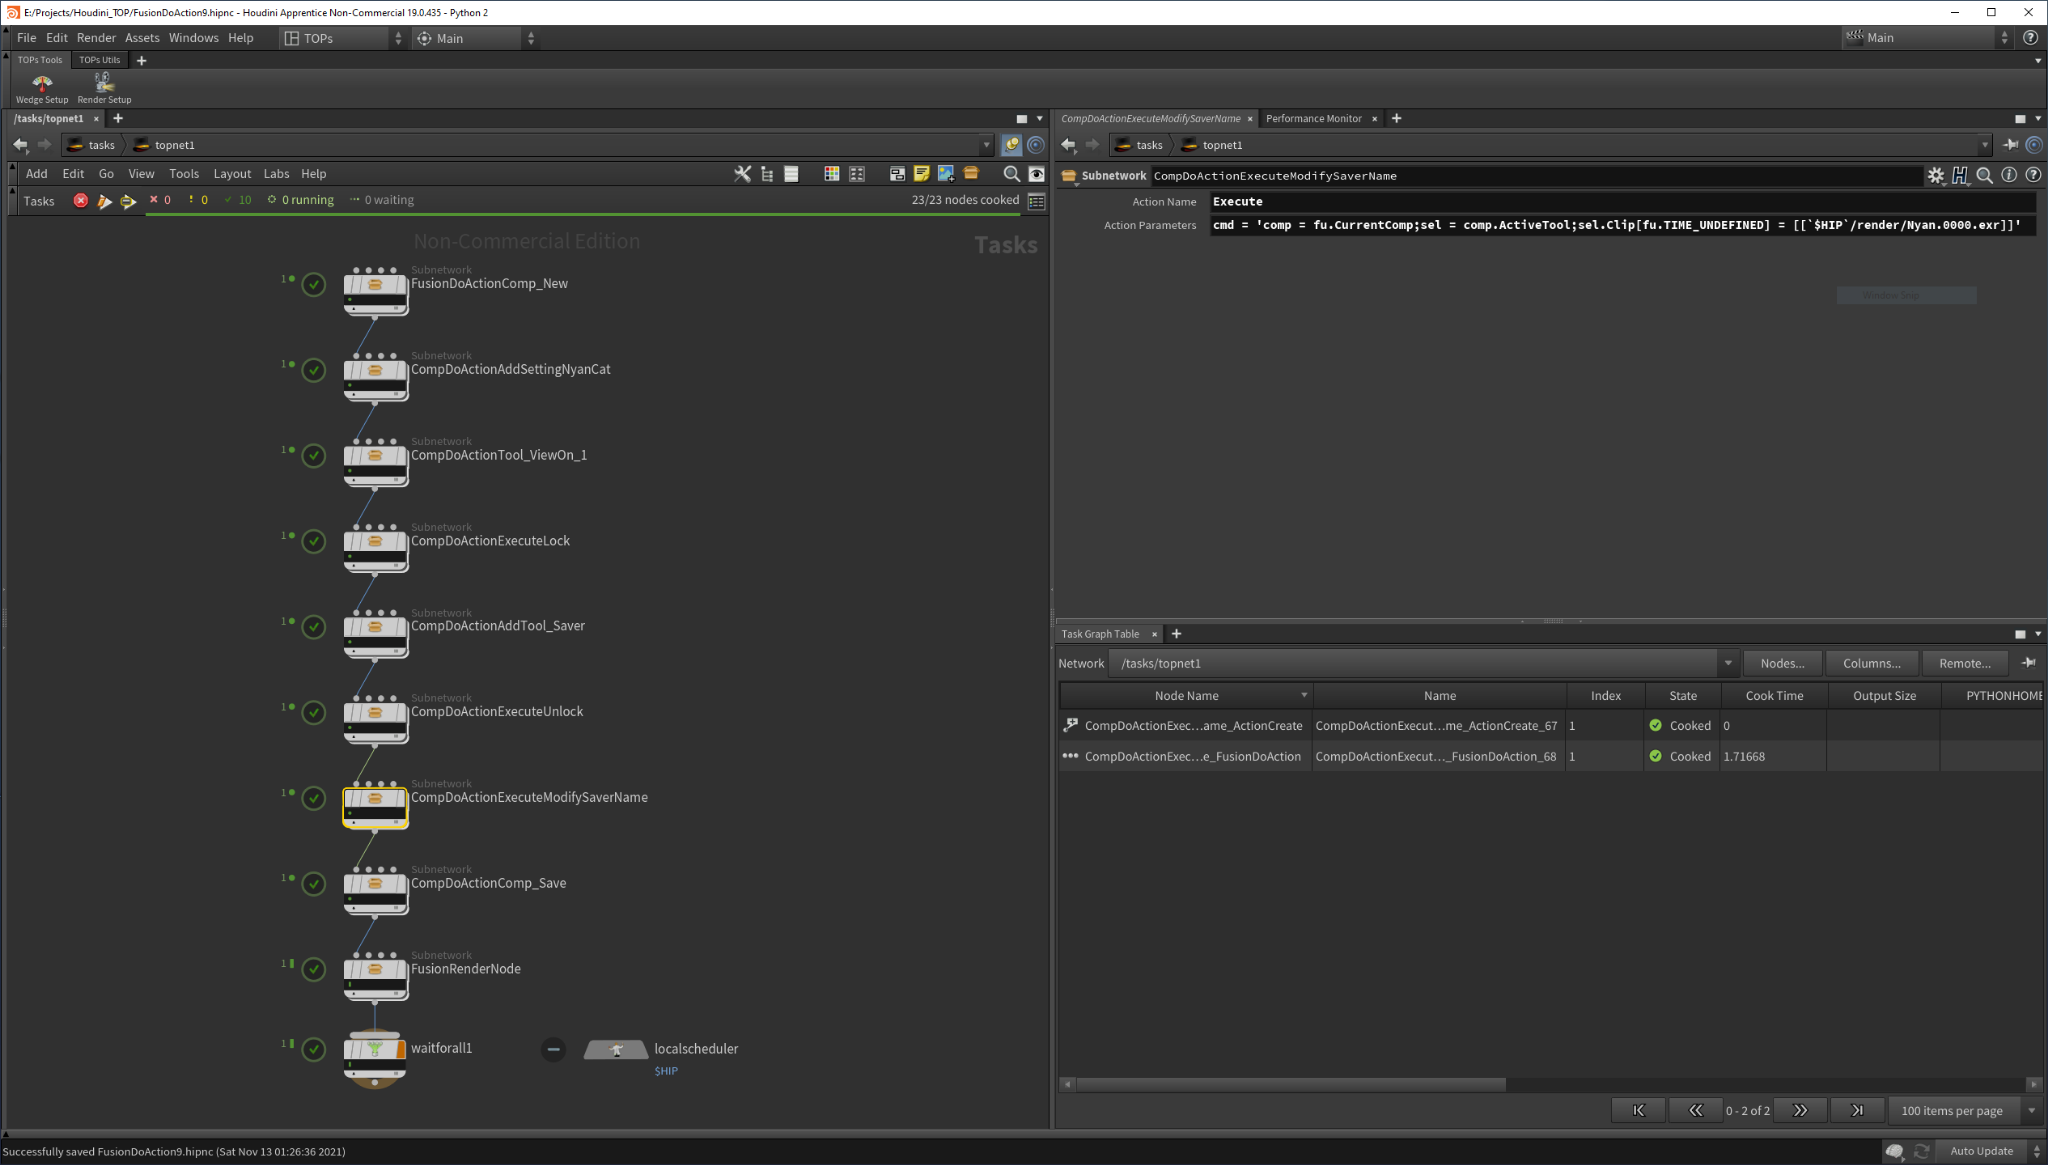 E:/Projects/Houdini_TOP/FusionDoAction9.hipnc - Houdini Apprentice Non-Commercial 19.0.435 - Python 2
File Edit Render Assets Windows Help TOPs Main Main
TOPs Tools TOPs Utils
Wedge Setup Render Setup
/tasks/topnet1
tasks topnet1
Add Edit Go View Tools Layout Labs Help
Tasks 0 0 10 0 running 0 waiting 23/23 nodes cooked
Non-Commercial Edition
Tasks
1
Subnetwork
FusionDoActionComp_New
1
Subnetwork
CompDoActionAddSettingNyanCat
1
Subnetwork
CompDoActionTool_ViewOn_1
1
Subnetwork
CompDoActionExecuteLock
1
Subnetwork
CompDoActionAddTool_Saver
1
Subnetwork
CompDoActionExecuteUnlock
1
Subnetwork
CompDoActionExecuteModifySaverName
1
Subnetwork
CompDoActionComp_Save
1
Subnetwork
FusionRenderNode
1
waitforall1
localscheduler
$HIP
CompDoActionExecuteModifySaverName Performance Monitor
tasks topnet1
Subnetwork CompDoActionExecuteModifySaverName
Action Name Execute
Action Parameters cmd = 'comp = fu.CurrentComp;sel = comp.ActiveTool;sel.Clip[fu.TIME_UNDEFINED] = [[`$HIP`/render/Nyan.0000.exr]]'
Window Snip
Task Graph Table
Network /tasks/topnet1 Nodes... Columns... Remote...
Node Name Name Index State Cook Time Output Size PYTHONHOME
CompDoActionExec...ame_ActionCreate CompDoActionExecut...me_ActionCreate_67 1 Cooked 0
CompDoActionExec...e_FusionDoAction CompDoActionExecut..._FusionDoAction_68 1 Cooked 1.71668
0 - 2 of 2 100 items per page
Successfully saved FusionDoAction9.hipnc (Sat Nov 13 01:26:36 2021)
Auto Update